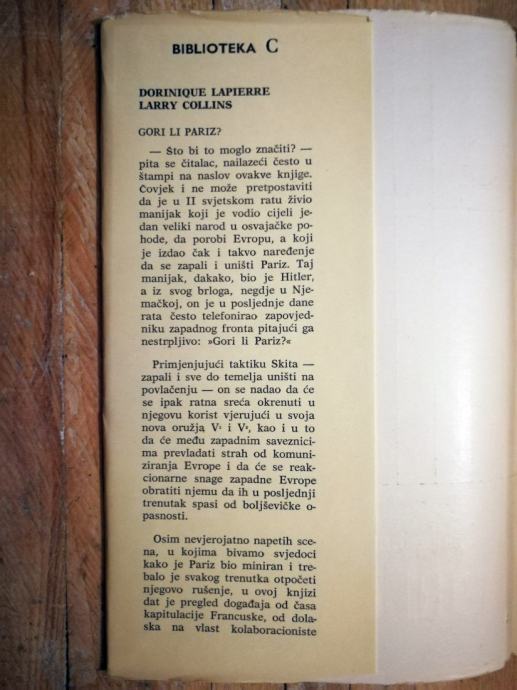 BIBLIOTEKA C
DORINIQUE LAPIERRE
LARRY COLLINS
GORI LI PARIZ?
— Što bi to moglo značiti? —
pita se čitalac, nailazeći često u
štampi na naslov ovakve knjige.
Čovjek i ne može pretpostaviti
da je u II svjetskom ratu živio
manijak koji je vodio cijeli je-
dan veliki narod u osvajačke po-
hode, da porobi Evropu, a koji
je izdao čak i takvo naređenje
da se zapali i uništi Pariz. Taj
manijak, dakako, bio je Hitler,
a iz svog brloga, negdje u Nje-
mačkoj, on je u posljednje dane
rata često telefonirao zapovjed-
niku zapadnog fronta pitajući ga
nestrpljivo: »Gori li Pariz?«
Primjenjujući taktiku Skita —
zapali i sve do temelja uništi na
povlačenju — on se nadao da će
se ipak ratna sreća okrenuti u
njegovu korist vjerujući u svoja
nova oružja V¹ i V², kao i u to
da će među zapadnim saveznici-
ma prevladati strah od komuni-
ziranja Evrope i da će se reak-
cionarne snage zapadne Evrope
obratiti njemu da ih u posljednji
trenutak spasi od boljševičke o-
pasnosti.
Osim nevjerojatno napetih sce-
na, u kojima bivamo svjedoci
kako je Pariz bio miniran i tre-
balo je svakog trenutka otpočeti
njegovo rušenje, u ovoj knjizi
dat je pregled događaja od časa
kapitulacije Francuske, od dola-
ska na vlast kolaboracioniste